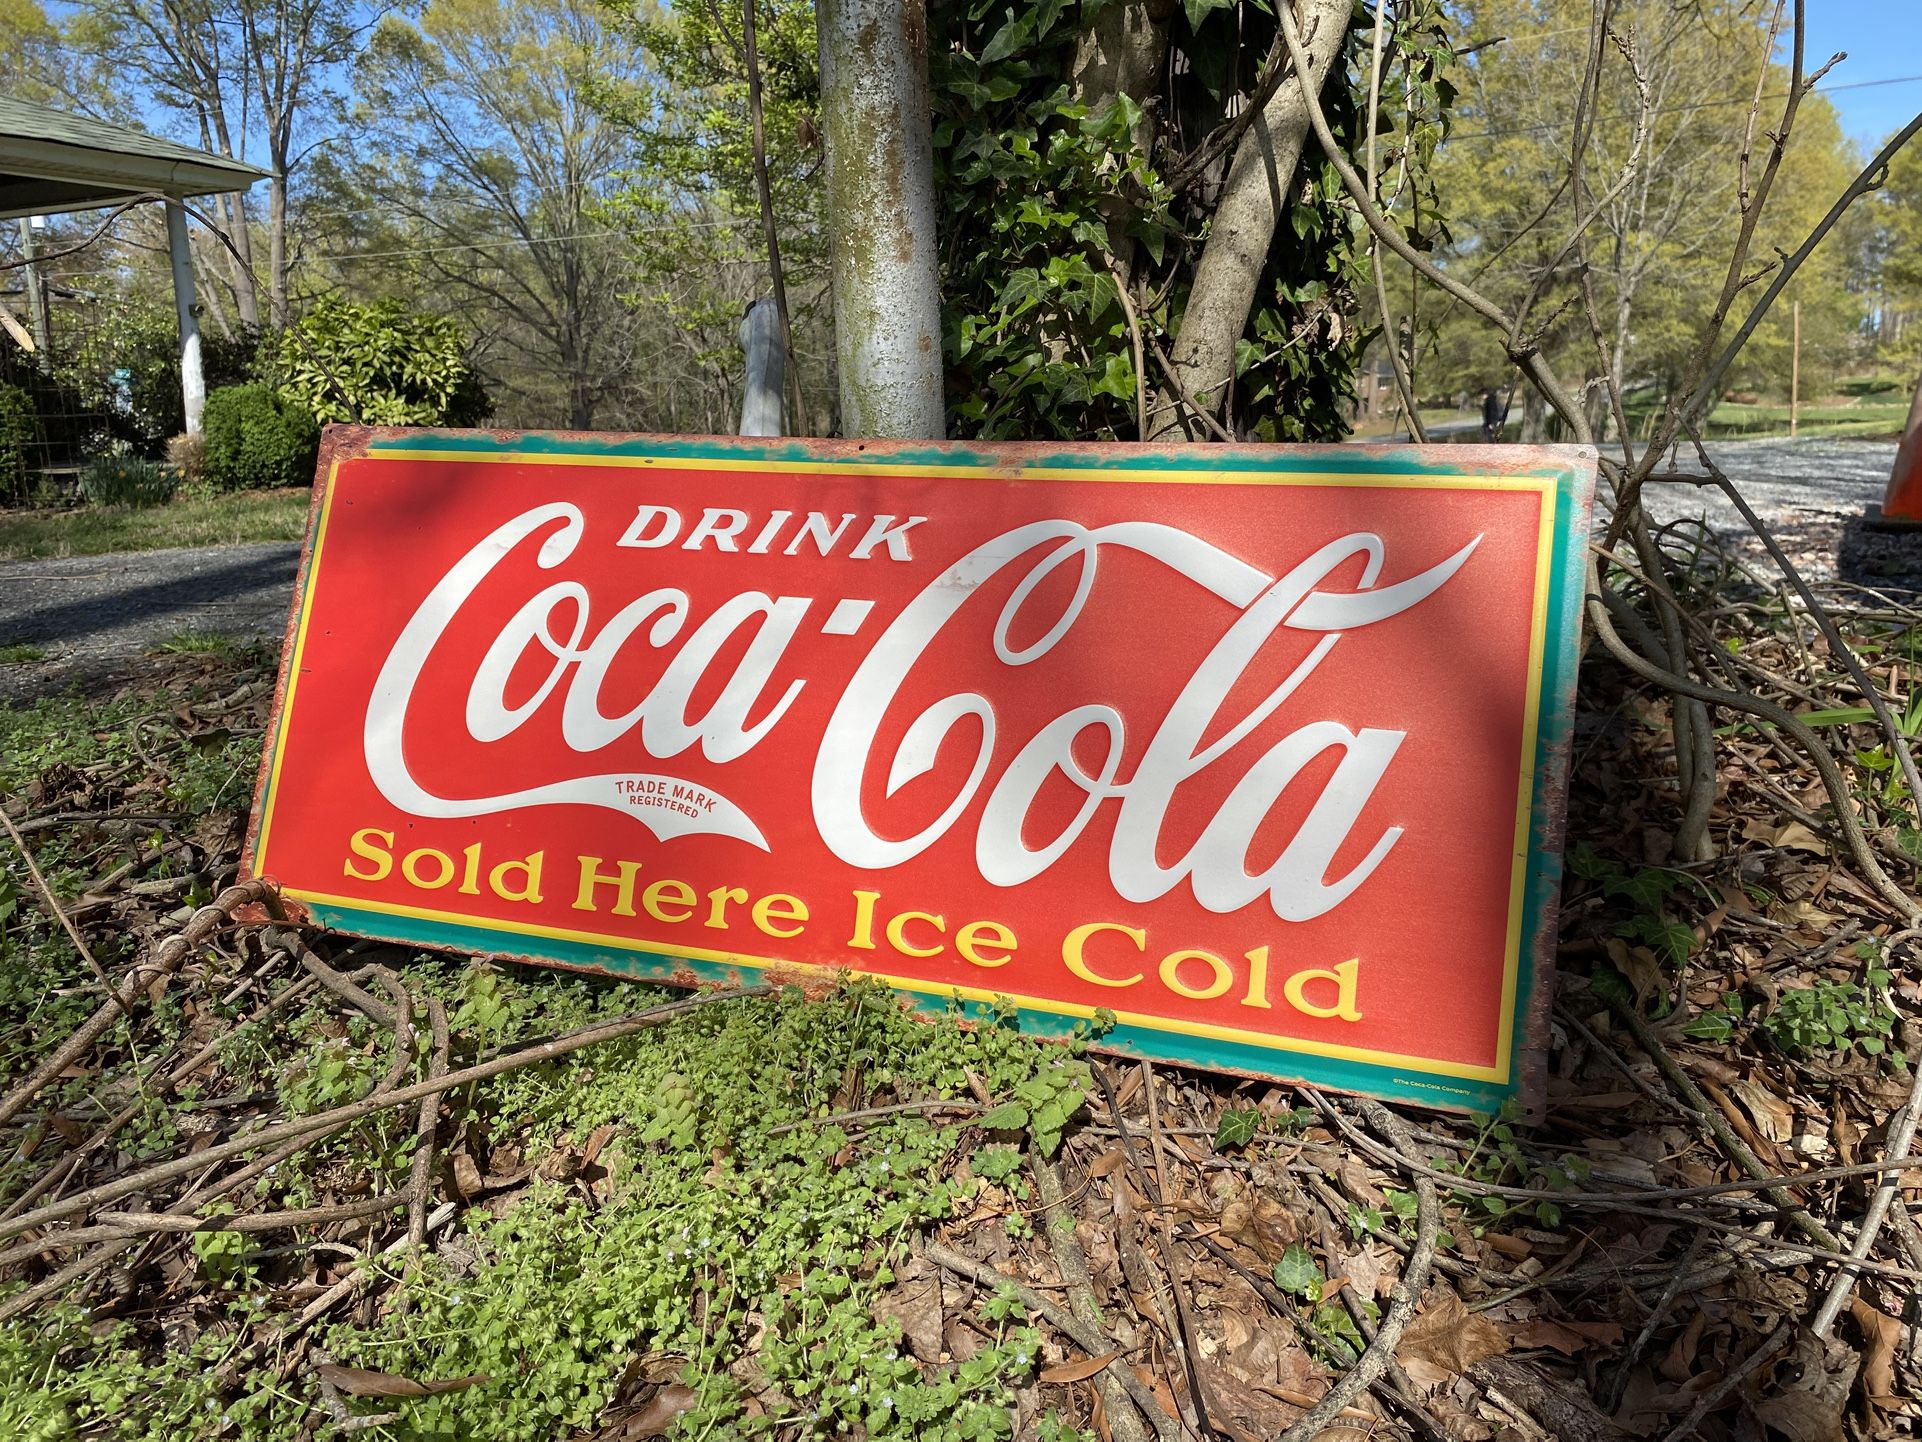 DRINK
Coca-Cola
TRADE MARK
REGISTERED
Sold Here Ice Cold
©The Coca-Cola Company